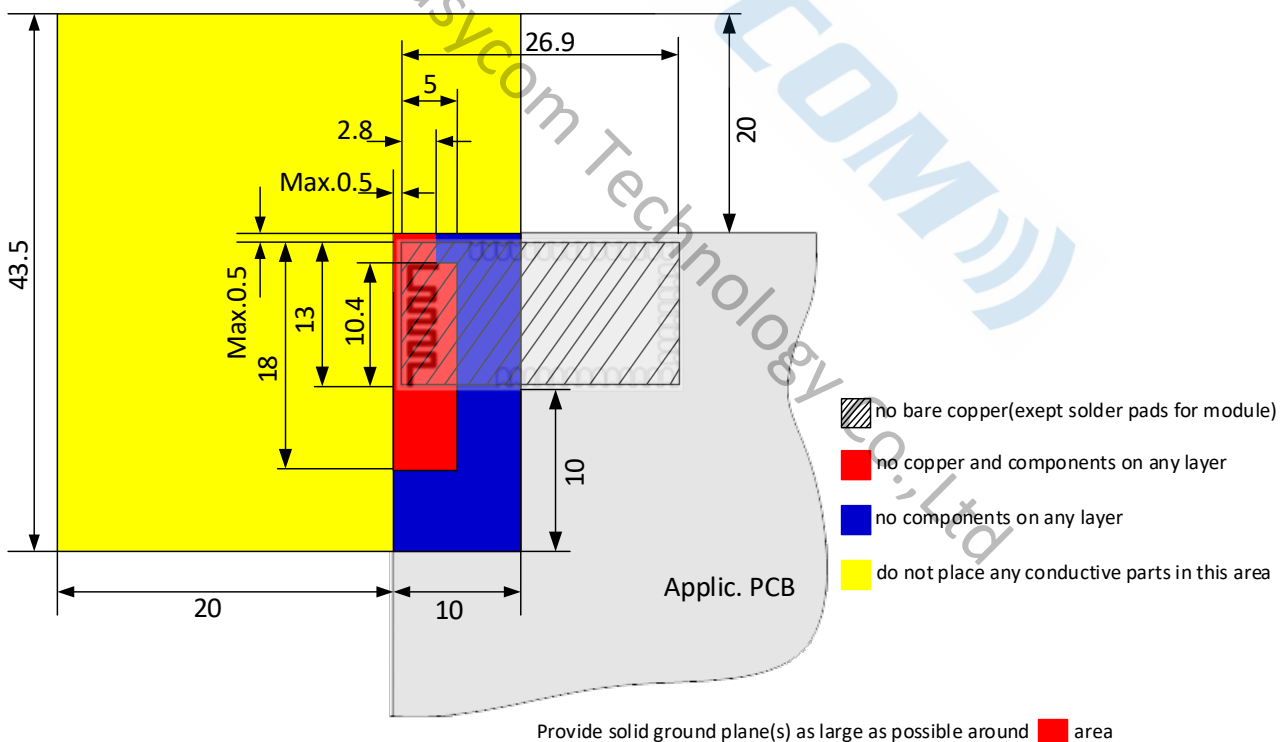 26.9
5
2.8
Max.0.5
20
43.5
Max.0.5
18
13
10.4
10
20
10
Applic. PCB
no bare copper(exept solder pads for module)
no copper and components on any layer
no components on any layer
do not place any conductive parts in this area
Provide solid ground plane(s) as large as possible around area
Technology Co.,Ltd
COM